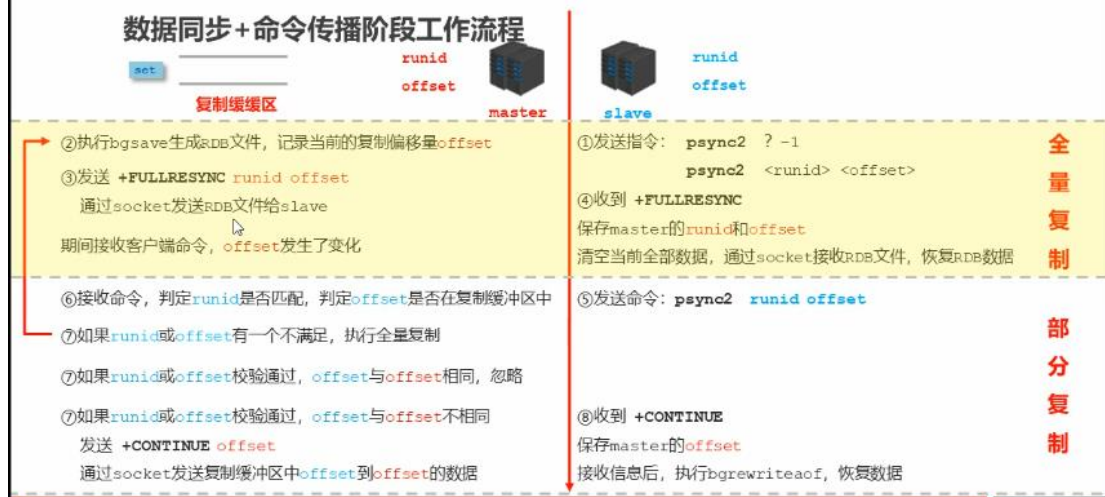 数据同步+命令传播阶段工作流程
set
复制缓缓区
runid
offset
master
slave
runid
offset
②执行bgsave生成RDB文件，记录当前的复制偏移量offset
③发送 +FULLRESYNC runid offset
通过socket发送RDB文件给slave
期间接收客户端命令，offset发生了变化
①发送指令： psync2 ? -1
psync2 <runid> <offset>
④收到 +FULLRESYNC
保存master的runid和offset
清空当前全部数据，通过socket接收RDB文件，恢复RDB数据
全量复制
⑥接收命令，判定runid是否匹配，判定offset是否在复制缓冲区中
⑦如果runid或offset有一个不满足，执行全量复制
⑦如果runid或offset校验通过，offset与offset相同，忽略
⑦如果runid或offset校验通过，offset与offset不相同
发送 +CONTINUE offset
通过socket发送复制缓冲区中offset到offset的数据
⑤发送命令：psync2 runid offset
⑧收到 +CONTINUE
保存master的offset
接收信息后，执行bgrewriteaof，恢复数据
部分复制